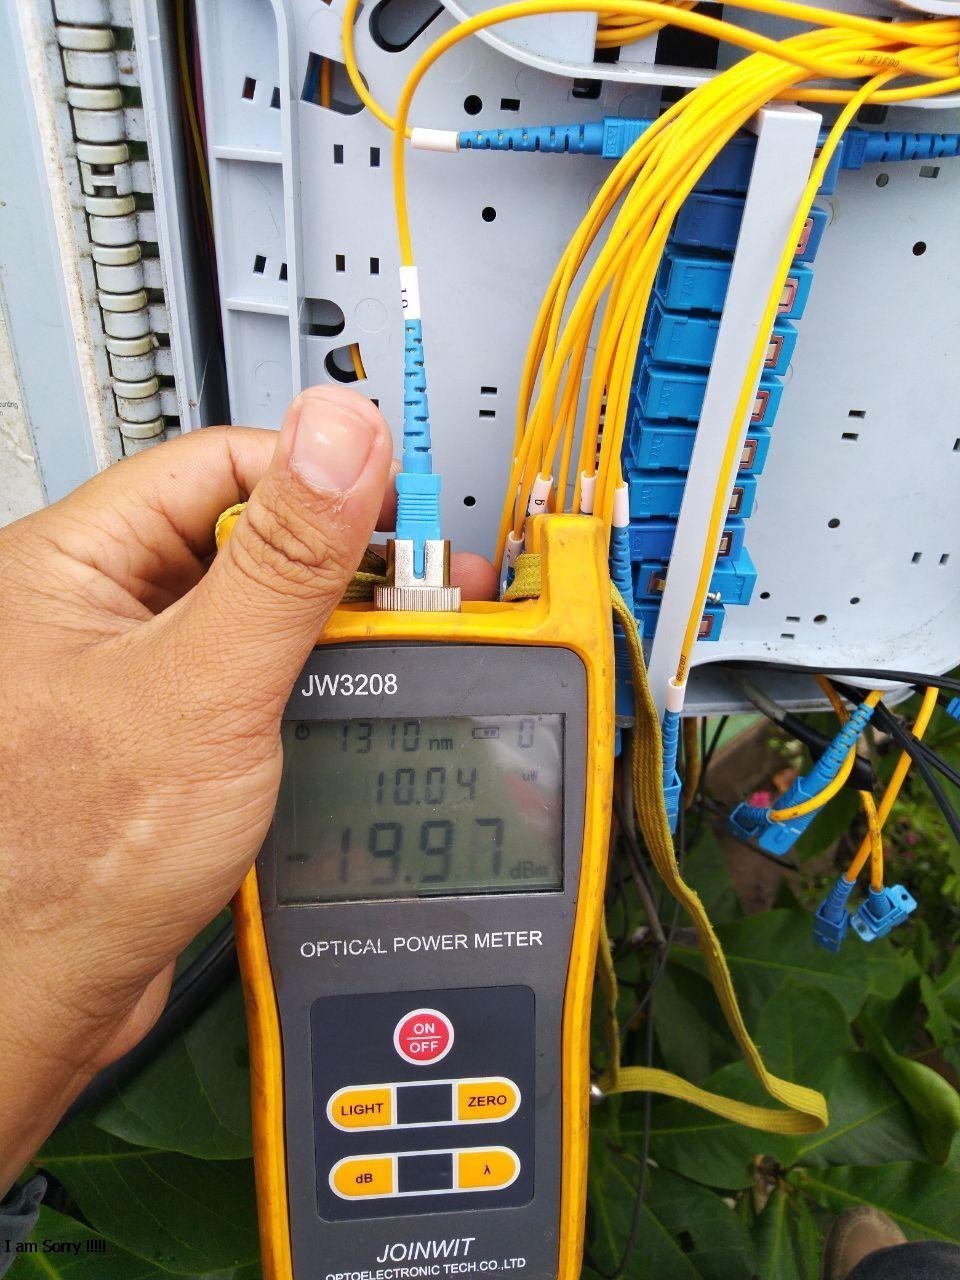 10
JW3208
1310 nm 0
10.04 uW
-19.97 dBm
OPTICAL POWER METER
ON
OFF
LIGHT
ZERO
dB
λ
JOINWIT
OPTOELECTRONIC TECH.CO.,LTD
I am Sorry !!!!!